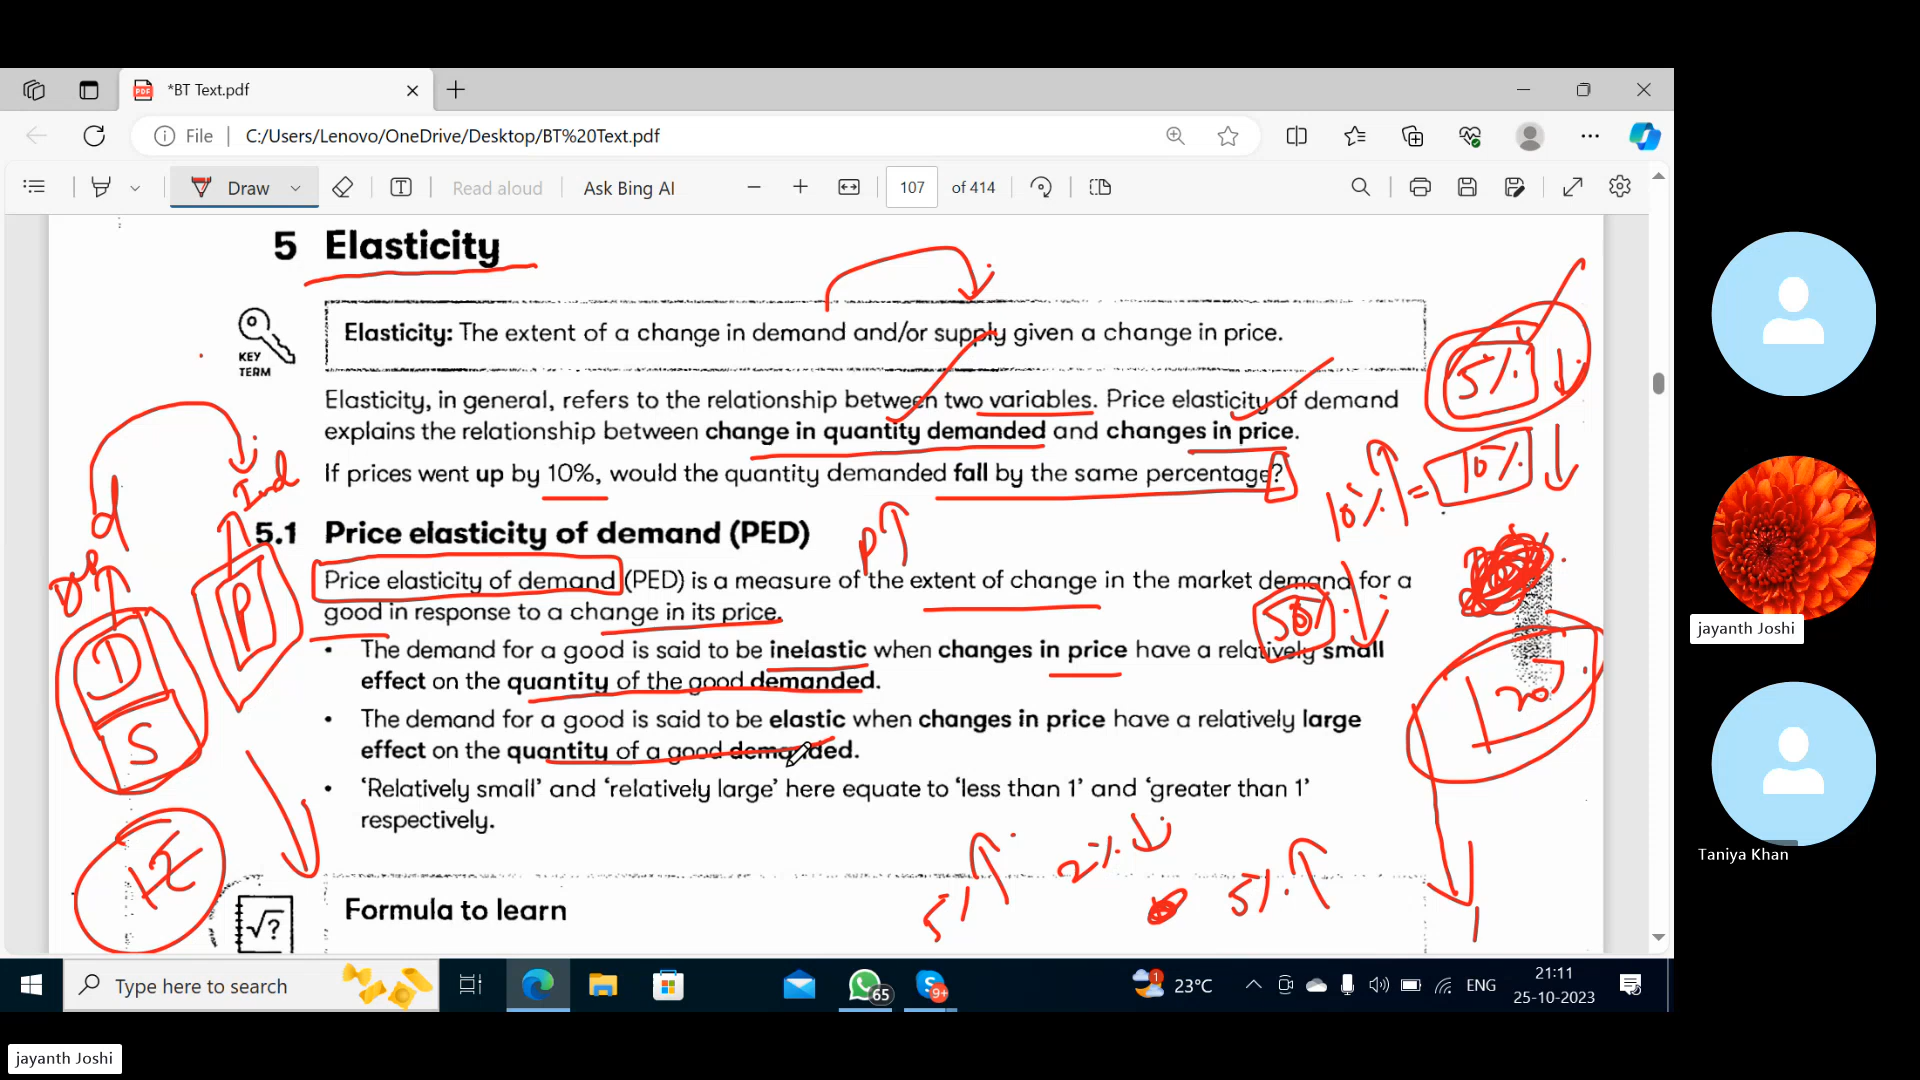 *BT Text.pdf
File
C:/Users/Lenovo/OneDrive/Desktop/BT%20Text.pdf
Draw
Read aloud
Ask Bing AI
107 of 414
5 Elasticity
KEY
TERM
Elasticity: The extent of a change in demand and/or supply given a change in price.
Elasticity, in general, refers to the relationship between two variables. Price elasticity of demand
explains the relationship between change in quantity demanded and changes in price.
If prices went up by 10%, would the quantity demanded fall by the same percentage?
5.1 Price elasticity of demand (PED)
Price elasticity of demand (PED) is a measure of the extent of change in the market demand for a
good in response to a change in its price.
• The demand for a good is said to be inelastic when changes in price have a relatively small
effect on the quantity of the good demanded.
• The demand for a good is said to be elastic when changes in price have a relatively large
effect on the quantity of a good demanded.
• ‘Relatively small’ and ‘relatively large’ here equate to ‘less than 1’ and ‘greater than 1’
respectively.
√?
Formula to learn
5%
10% = 10%
P
50%
d
Ind
Dep
P
D
S
5%
2%
5%
Type here to search
65
9+
1
23°C
ENG
21:11
25-10-2023
jayanth Joshi
Taniya Khan
jayanth Joshi